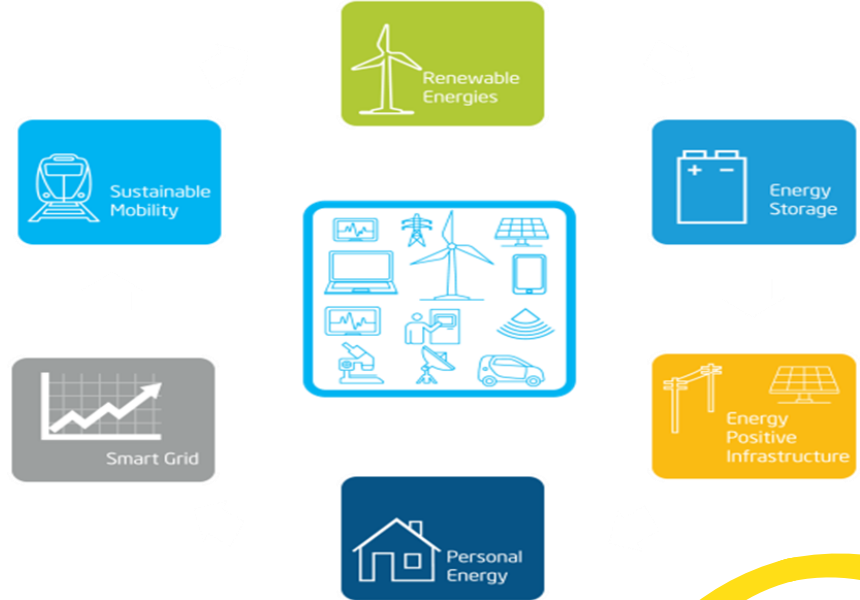 Renewable
Energies
Sustainable
Mobility
Energy
Storage
Smart Grid
Energy
Positive
Infrastructure
Personal
Energy